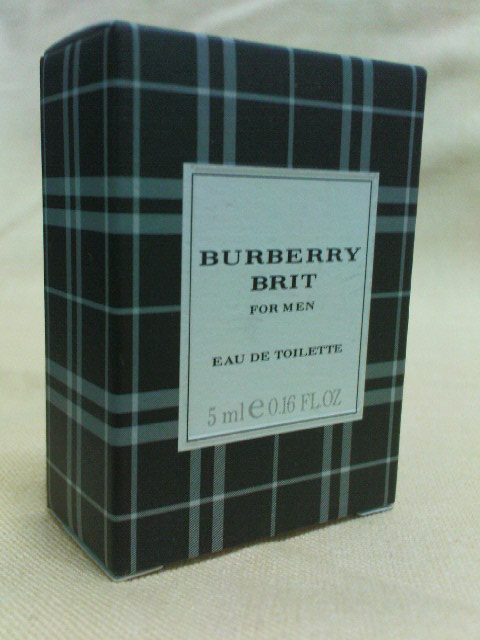 BURBERRY
BRIT
FOR MEN
EAU DE TOILETTE
5 ml e 0.16 FL.OZ